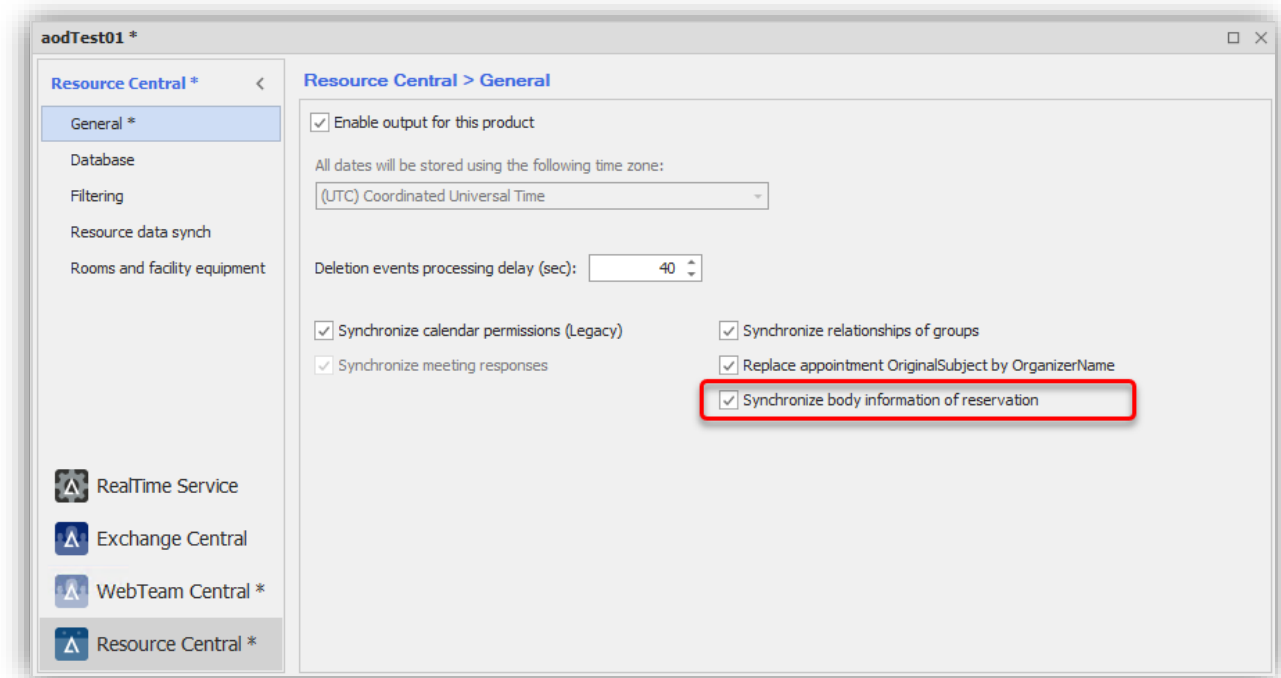 aodTest01 *
Resource Central *
General *
Database
Filtering
Resource data synch
Rooms and facility equipment
RealTime Service
Exchange Central
WebTeam Central *
Resource Central *
Resource Central > General
Enable output for this product
All dates will be stored using the following time zone:
(UTC) Coordinated Universal Time
Deletion events processing delay (sec): 40
Synchronize calendar permissions (Legacy)
Synchronize relationships of groups
Synchronize meeting responses
Replace appointment OriginalSubject by OrganizerName
Synchronize body information of reservation